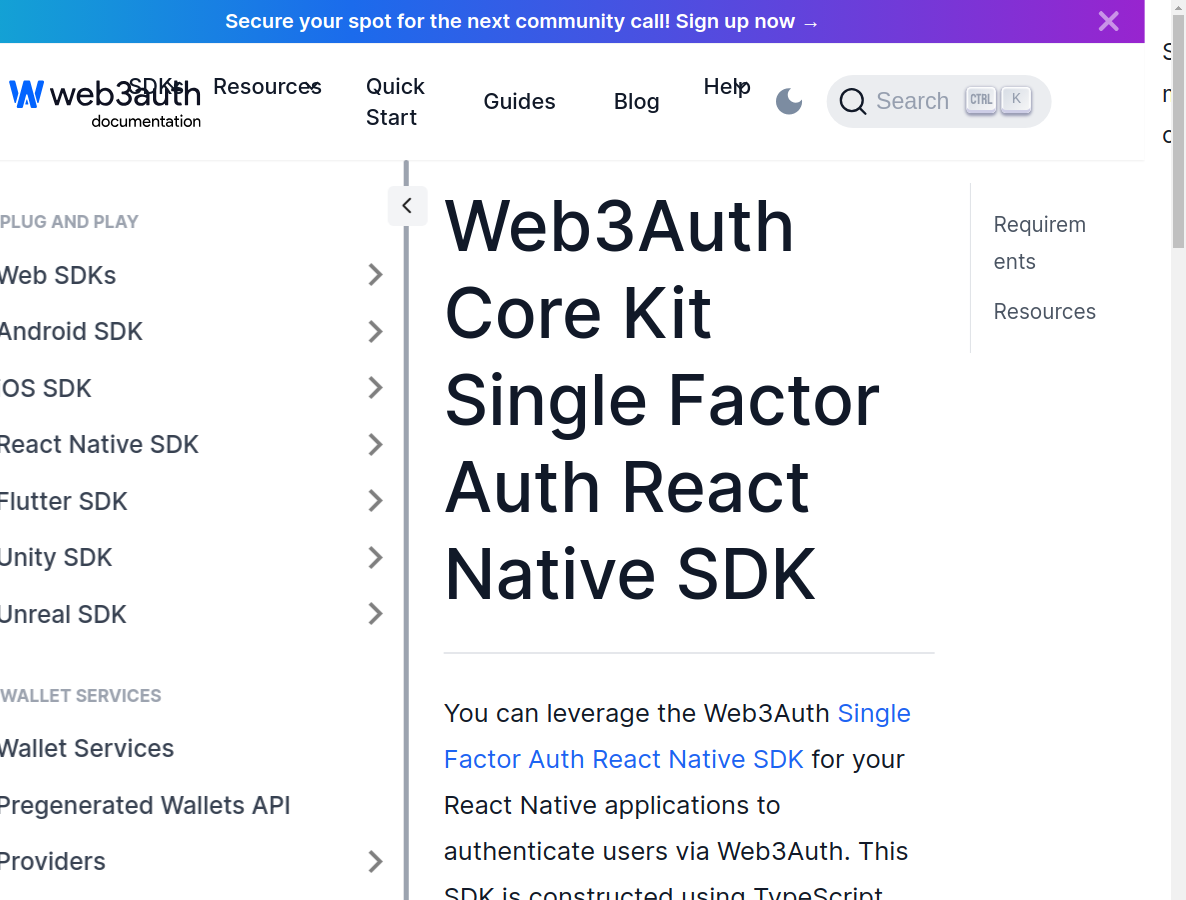 Secure your spot for the next community call! Sign up now →
web3auth
documentation
SDKs
Resources
Quick
Start
Guides
Blog
Help
Search
CTRL
K
PLUG AND PLAY
Web SDKs
Android SDK
iOS SDK
React Native SDK
Flutter SDK
Unity SDK
Unreal SDK
WALLET SERVICES
Wallet Services
Pregenerated Wallets API
Providers
Web3Auth
Core Kit
Single Factor
Auth React
Native SDK
You can leverage the Web3Auth Single
Factor Auth React Native SDK for your
React Native applications to
authenticate users via Web3Auth. This
SDK is constructed using TypeScript
Requirem
ents
Resources